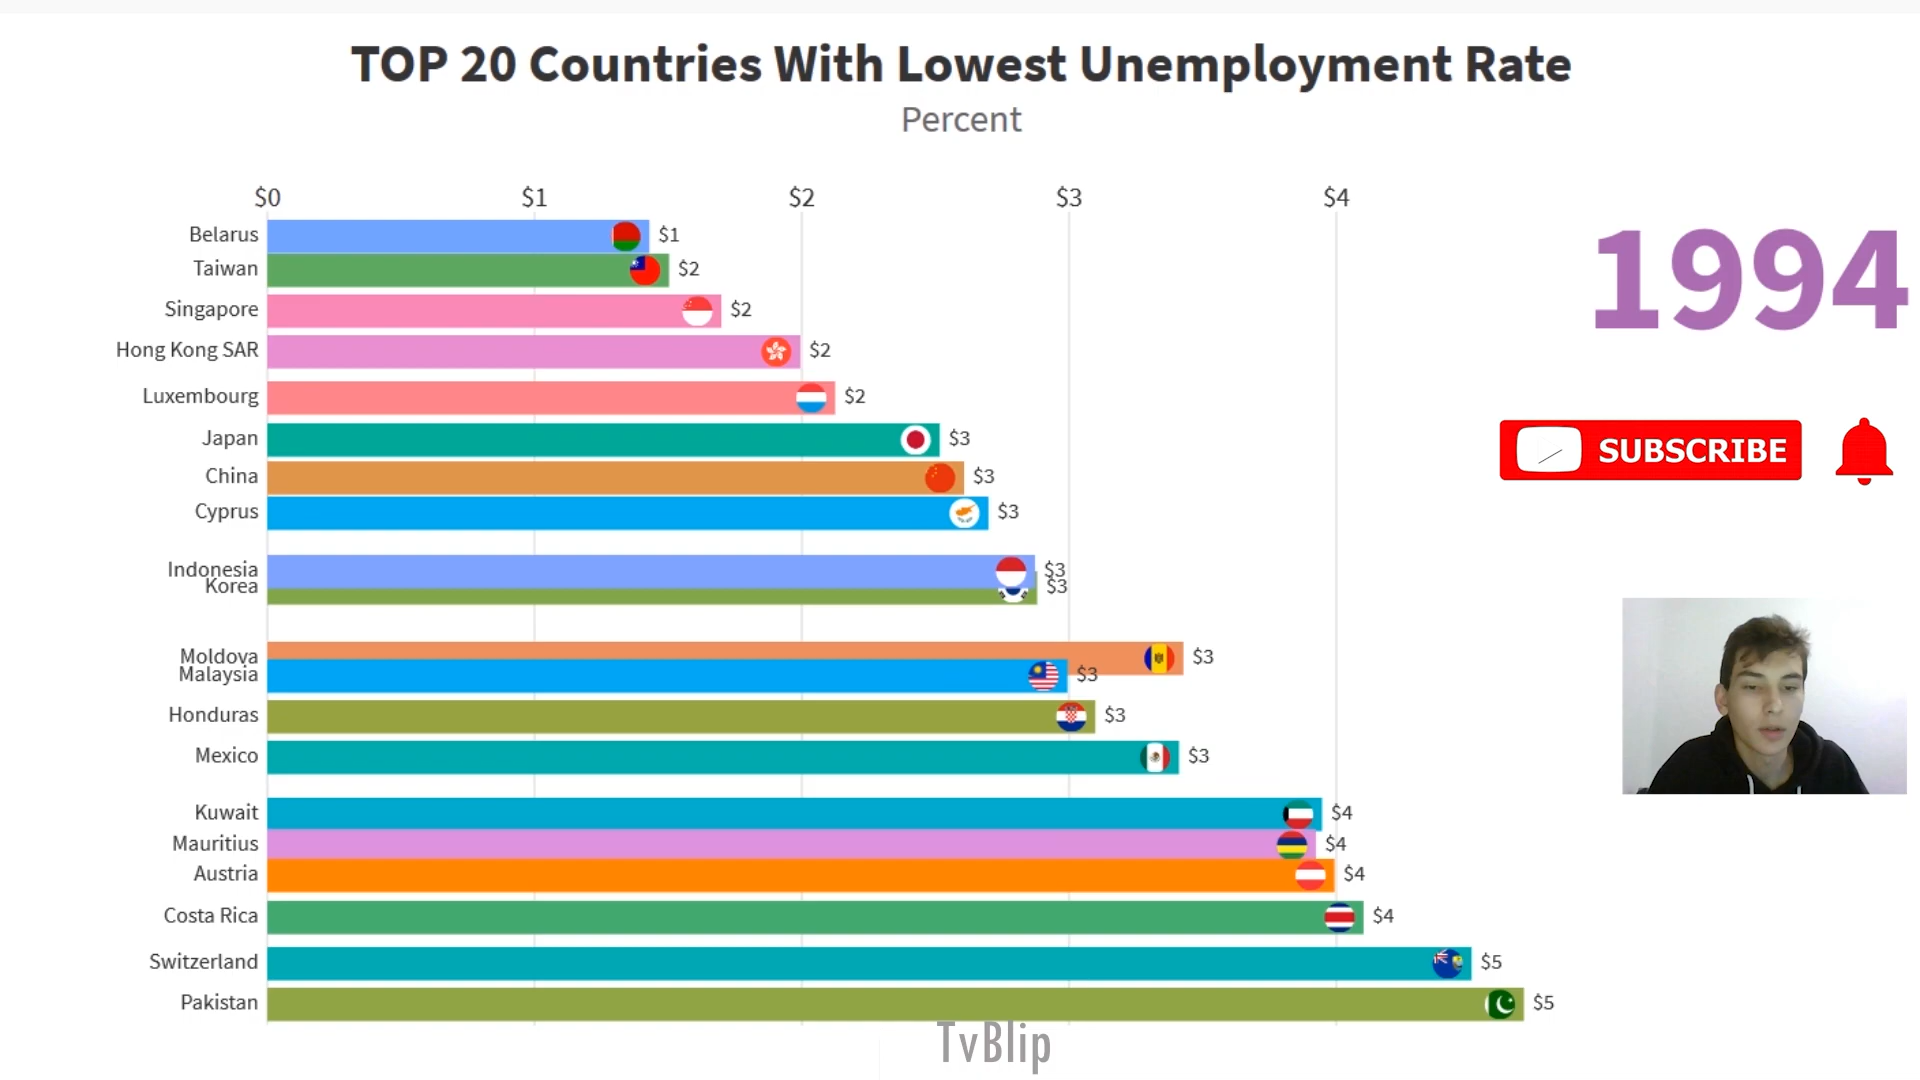 TOP 20 Countries With Lowest Unemployment Rate
Percent
$0 $1 $2 $3 $4
1994
Belarus $1
Taiwan $2
Singapore $2
Hong Kong SAR $2
Luxembourg $2
Japan $3
SUBSCRIBE
China $3
Cyprus $3
Indonesia $3
Korea $3
Moldova $3
Malaysia $3
Honduras $3
Mexico $3
Kuwait $4
Mauritius $4
Austria $4
Costa Rica $4
Switzerland $5
Pakistan $5
TvBlip